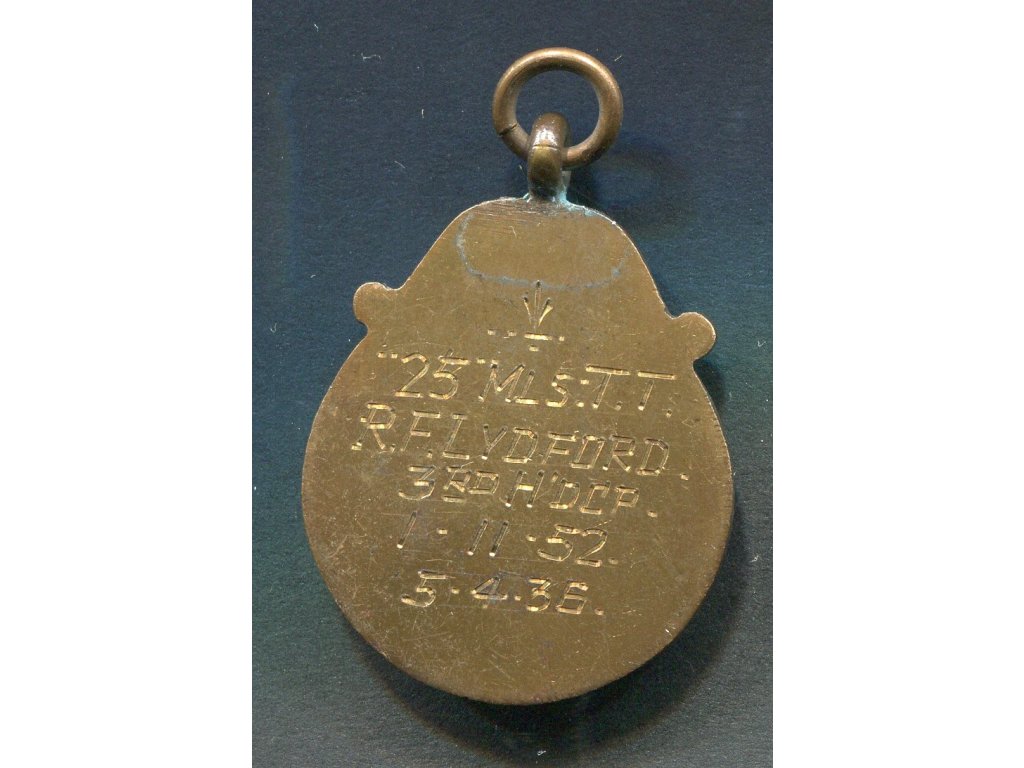 "25" MLS:T.T:
R.F.LYDFORD.
3RD H'DCP.
1·11·52.
5·4·36.